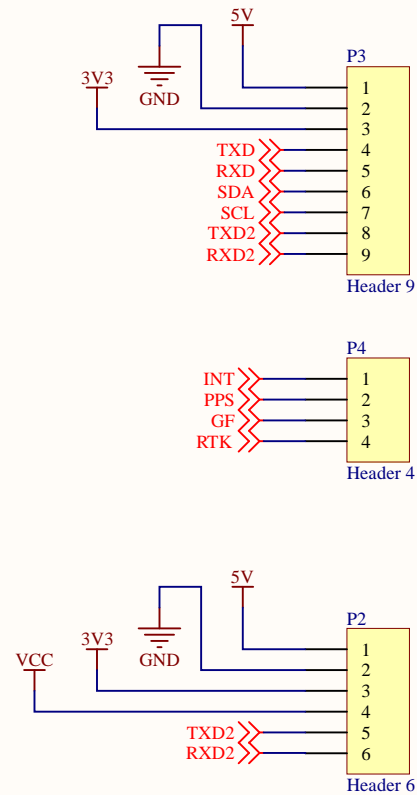 5V
P3
3V3
GND
1
2
3
TXD 4
RXD 5
SDA 6
SCL 7
TXD2 8
RXD2 9
Header 9
P4
INT 1
PPS 2
GF 3
RTK 4
Header 4
5V
P2
3V3
GND
VCC
1
2
3
4
TXD2 5
RXD2 6
Header 6